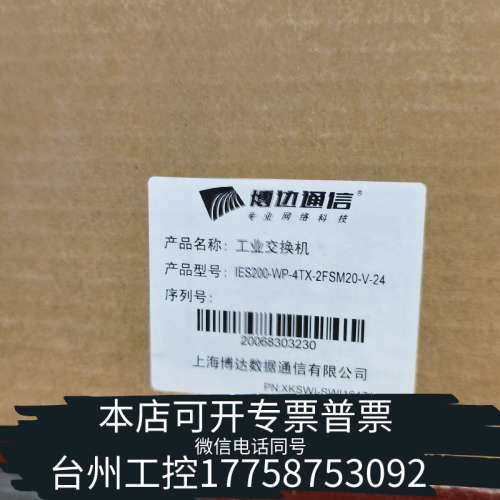 博达通信®
专业网络科技
产品名称：工业交换机
产品型号：IES200-WP-4TX-2FSM20-V-24
序列号：
20068303230
上海博达数据通信有限公司
本店可开专票普票
微信电话同号
台州工控17758753092